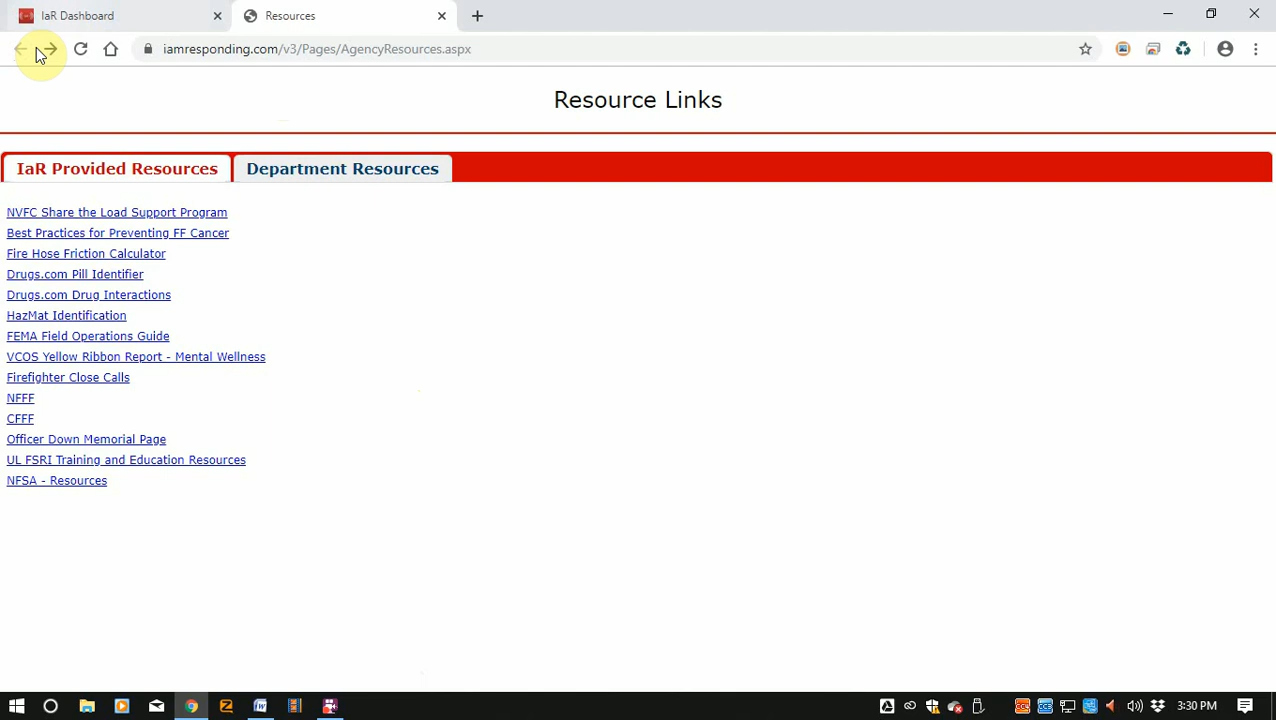 IaR Dashboard
Resources
iamresponding.com/v3/Pages/AgencyResources.aspx
Resource Links
IaR Provided Resources
Department Resources
NVFC Share the Load Support Program
Best Practices for Preventing FF Cancer
Fire Hose Friction Calculator
Drugs.com Pill Identifier
Drugs.com Drug Interactions
HazMat Identification
FEMA Field Operations Guide
VCOS Yellow Ribbon Report - Mental Wellness
Firefighter Close Calls
NFFF
CFFF
Officer Down Memorial Page
UL FSRI Training and Education Resources
NFSA - Resources
3:30 PM